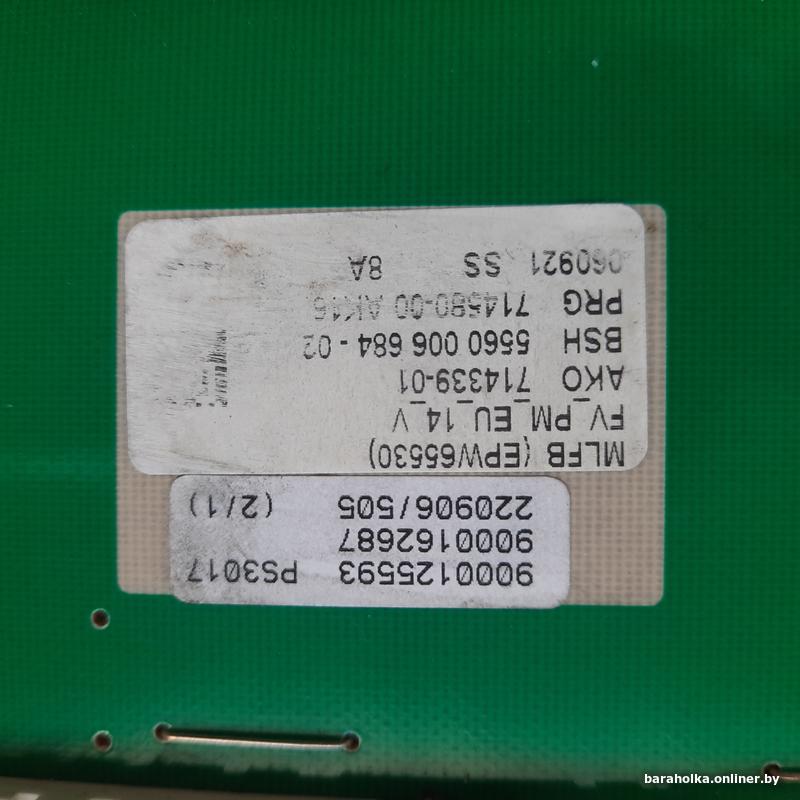 9000125593 PS3017
9000162687
220906/505 (2/1)
MLFB (EPW65530)
FV_PM_EU_14_V
AKO 714339-01
BSH 5560 006 684 - 02
PRG 714580-00 AK16
060921 SS 8A
baraholka.onliner.by